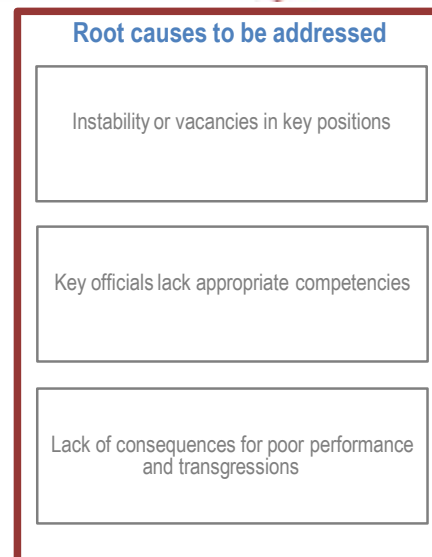 Root causes to be addressed
Instability or vacancies in key positions
Key officials lack appropriate competencies
Lack of consequences for poor performance
and transgressions